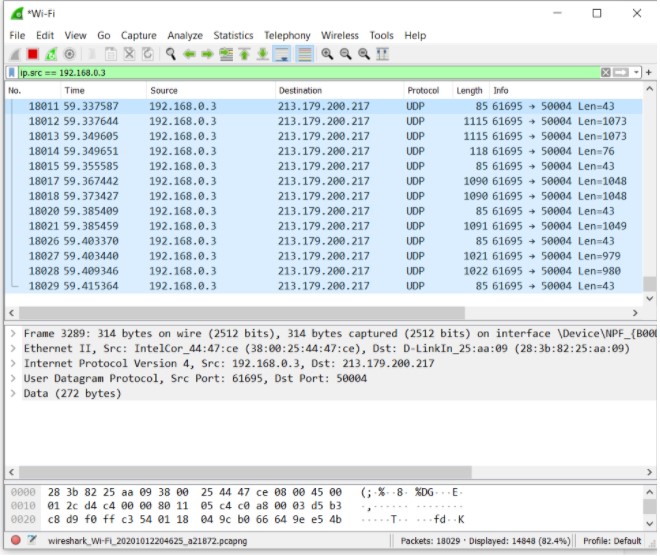 *Wi-Fi
File Edit View Go Capture Analyze Statistics Telephony Wireless Tools Help
ip.src == 192.168.0.3
No. Time Source Destination Protocol Length Info
18011 59.337587 192.168.0.3 213.179.200.217 UDP 85 61695 → 50004 Len=43
18012 59.337644 192.168.0.3 213.179.200.217 UDP 1115 61695 → 50004 Len=1073
18013 59.349605 192.168.0.3 213.179.200.217 UDP 1115 61695 → 50004 Len=1073
18014 59.349651 192.168.0.3 213.179.200.217 UDP 118 61695 → 50004 Len=76
18015 59.355585 192.168.0.3 213.179.200.217 UDP 85 61695 → 50004 Len=43
18017 59.367442 192.168.0.3 213.179.200.217 UDP 1090 61695 → 50004 Len=1048
18018 59.373427 192.168.0.3 213.179.200.217 UDP 1090 61695 → 50004 Len=1048
18020 59.385409 192.168.0.3 213.179.200.217 UDP 85 61695 → 50004 Len=43
18021 59.385459 192.168.0.3 213.179.200.217 UDP 1091 61695 → 50004 Len=1049
18026 59.403370 192.168.0.3 213.179.200.217 UDP 85 61695 → 50004 Len=43
18027 59.403440 192.168.0.3 213.179.200.217 UDP 1021 61695 → 50004 Len=979
18028 59.409346 192.168.0.3 213.179.200.217 UDP 1022 61695 → 50004 Len=980
18029 59.415364 192.168.0.3 213.179.200.217 UDP 85 61695 → 50004 Len=43
> Frame 3289: 314 bytes on wire (2512 bits), 314 bytes captured (2512 bits) on interface \Device\NPF_{B00
> Ethernet II, Src: IntelCor_44:47:ce (38:00:25:44:47:ce), Dst: D-LinkIn_25:aa:09 (28:3b:82:25:aa:09)
> Internet Protocol Version 4, Src: 192.168.0.3, Dst: 213.179.200.217
> User Datagram Protocol, Src Port: 61695, Dst Port: 50004
> Data (272 bytes)
0000 28 3b 82 25 aa 09 38 00 25 44 47 ce 08 00 45 00 (;·%··8· %DG···E·
0010 01 2c d4 c4 00 00 80 11 05 c4 c0 a8 00 03 d5 b3 ·,······ ········
0020 c8 d9 f0 ff c3 54 01 18 04 9c b0 66 64 9e e5 4b ·····T·· ···fd··K
wireshark_Wi-Fi_20201012204625_a21872.pcapng Packets: 18029 · Displayed: 14848 (82.4%) Profile: Default